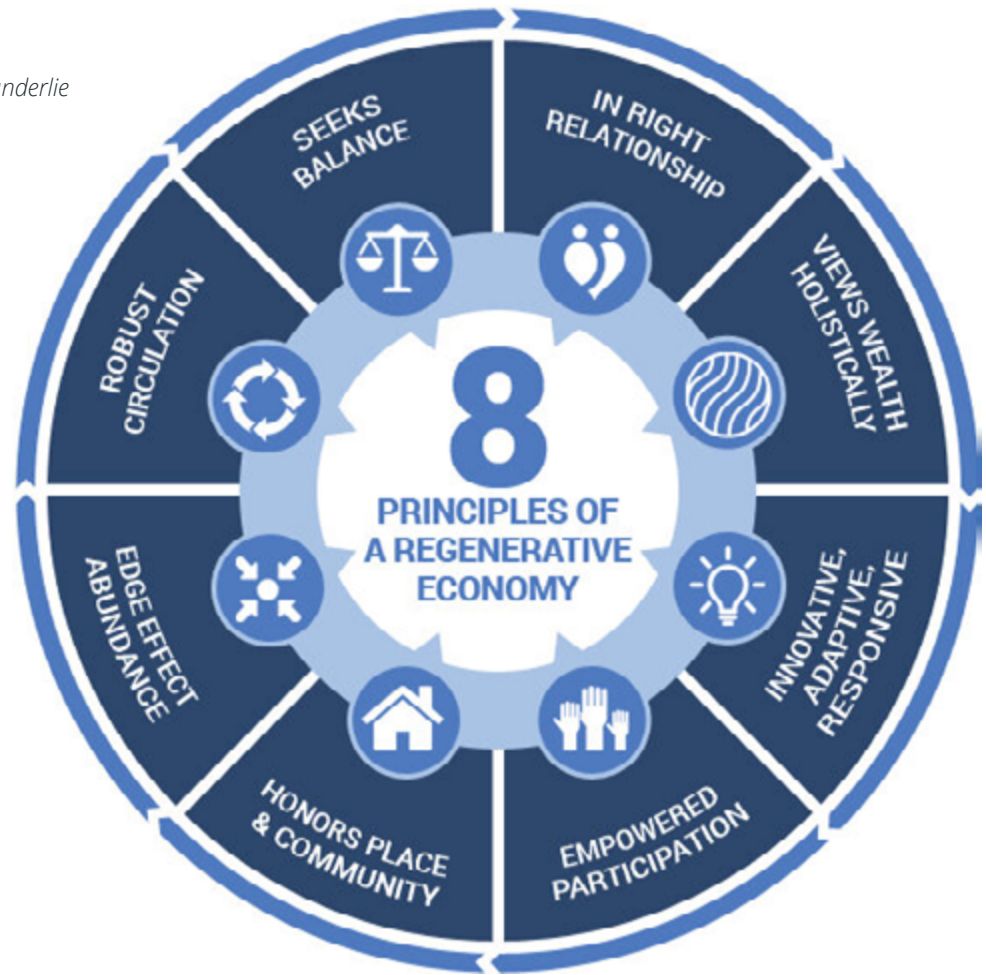 underlie
SEEKS
BALANCE
IN RIGHT
RELATIONSHIP
VIEWS WEALTH
HOLISTICALLY
INNOVATIVE,
ADAPTIVE,
RESPONSIVE
EMPOWERED
PARTICIPATION
HONORS PLACE
& COMMUNITY
EDGE EFFECT
ABUNDANCE
ROBUST
CIRCULATION
8
PRINCIPLES OF
A REGENERATIVE
ECONOMY